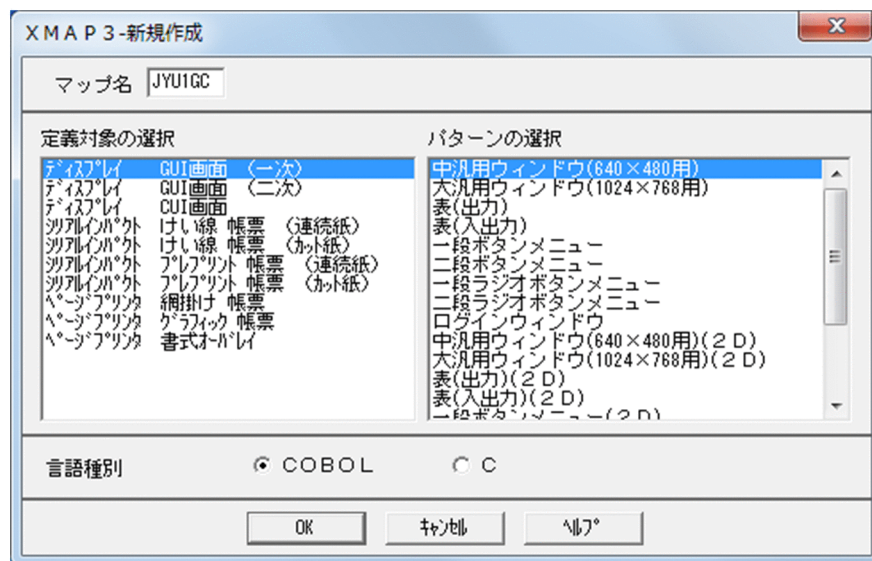 ＸＭＡＰ３-新規作成
マップ名 JYU1GC
定義対象の選択
ﾃﾞｨｽﾌﾟﾚｲ GUI画面 (一次)
ﾃﾞｨｽﾌﾟﾚｲ GUI画面 (二次)
ﾃﾞｨｽﾌﾟﾚｲ CUI画面
ｼﾘｱﾙｲﾝﾊﾟｸﾄ けい線 帳票 (連続紙)
ｼﾘｱﾙｲﾝﾊﾟｸﾄ けい線 帳票 (ｶｯﾄ紙)
ｼﾘｱﾙｲﾝﾊﾟｸﾄ ﾌﾟﾚﾌﾟﾘﾝﾄ 帳票 (連続紙)
ｼﾘｱﾙｲﾝﾊﾟｸﾄ ﾌﾟﾚﾌﾟﾘﾝﾄ 帳票 (ｶｯﾄ紙)
ﾍﾟｰｼﾞﾌﾟﾘﾝﾀ 網掛け 帳票
ﾍﾟｰｼﾞﾌﾟﾘﾝﾀ ｸﾞﾗﾌｨｯｸ 帳票
ﾍﾟｰｼﾞﾌﾟﾘﾝﾀ 書式ｵｰﾊﾞﾚｲ
パターンの選択
中汎用ウィンドウ(640×480用)
大汎用ウィンドウ(1024×768用)
表(出力)
表(入出力)
一段ボタンメニュー
二段ボタンメニュー
一段ラジオボタンメニュー
二段ラジオボタンメニュー
ログインウィンドウ
中汎用ウィンドウ(640×480用)(２Ｄ)
大汎用ウィンドウ(1024×768用)(２Ｄ)
表(出力)(２Ｄ)
表(入出力)(２Ｄ)
一段ボタンメニュー(２Ｄ)
言語種別 ＣＯＢＯＬ Ｃ
OK ｷｬﾝｾﾙ ﾍﾙﾌﾟ